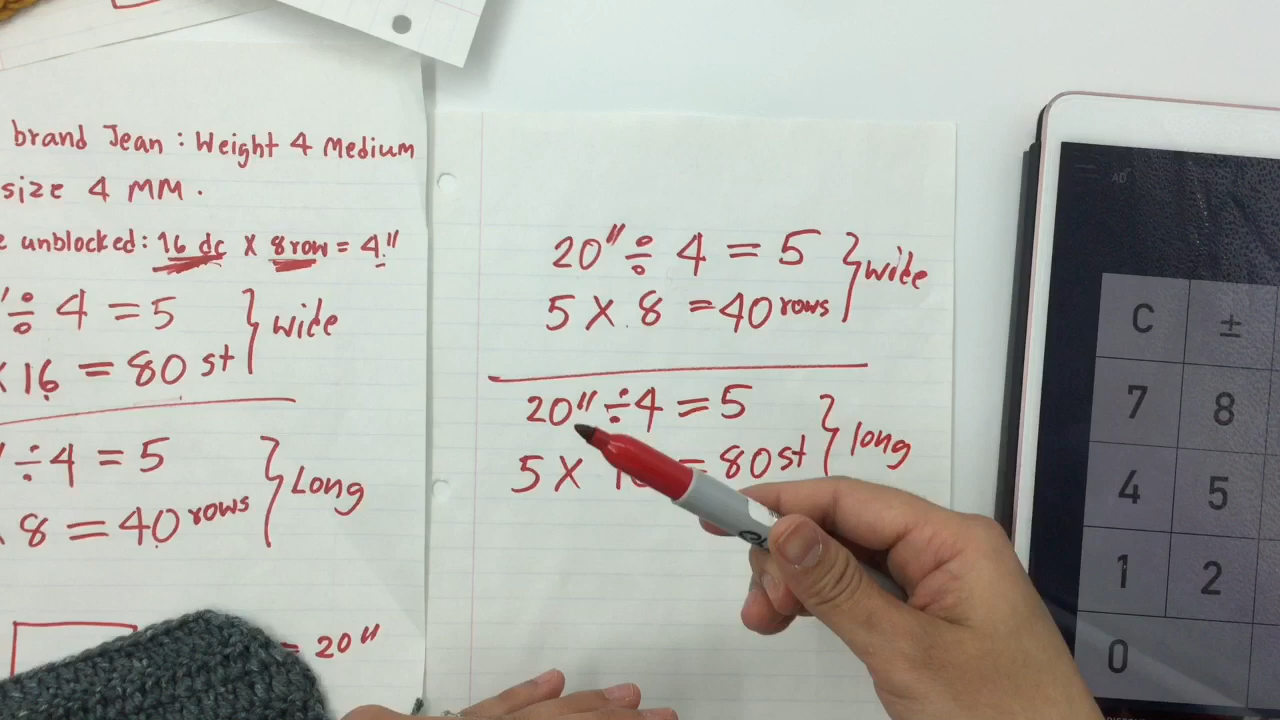 brand Jean : Weight 4 Medium
size 4 MM.
unblocked: 16 dc X 8 row = 4"
÷ 4 = 5
16 = 80 st
wide
÷4 = 5
8 = 40 rows
Long
= 20"
20" ÷ 4 = 5
5 X 8 = 40 rows
wide
20" ÷4 = 5
5 X = 80 st
long
AD
C ±
7 8
4 5
1 2
0